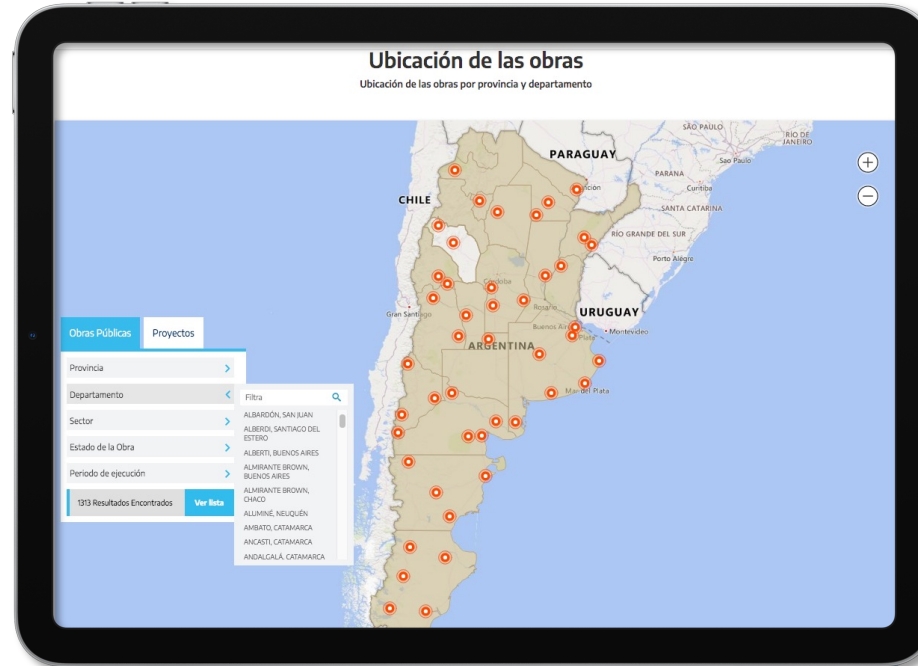 Ubicación de las obras
Ubicación de las obras por provincia y departamento
SÃO PAULO
RIO DE
JANEIRO
PARAGUAY
Sao Paulo
PARANA
Curitiba
CHILE
SANTA CATARINA
RIO GRANDE DEL SUR
Porto Alegre
Córdoba
Rosario
Gran Santiago
URUGUAY
Buenos Aires
Montevideo
ARGENTINA
Mar del Plata
Obras Públicas
Proyectos
Provincia
Departamento
Sector
Estado de la Obra
Periodo de ejecución
1313 Resultados Encontrados
Ver lista
Filtra
ALBARDÓN, SAN JUAN
ALBERDI, SANTIAGO DEL
ESTERO
ALBERTI, BUENOS AIRES
ALMIRANTE BROWN,
BUENOS AIRES
ALMIRANTE BROWN,
CHACO
ALUMINÉ, NEUQUÉN
AMBATO, CATAMARCA
ANCASTI, CATAMARCA
ANDALGALÁ, CATAMARCA